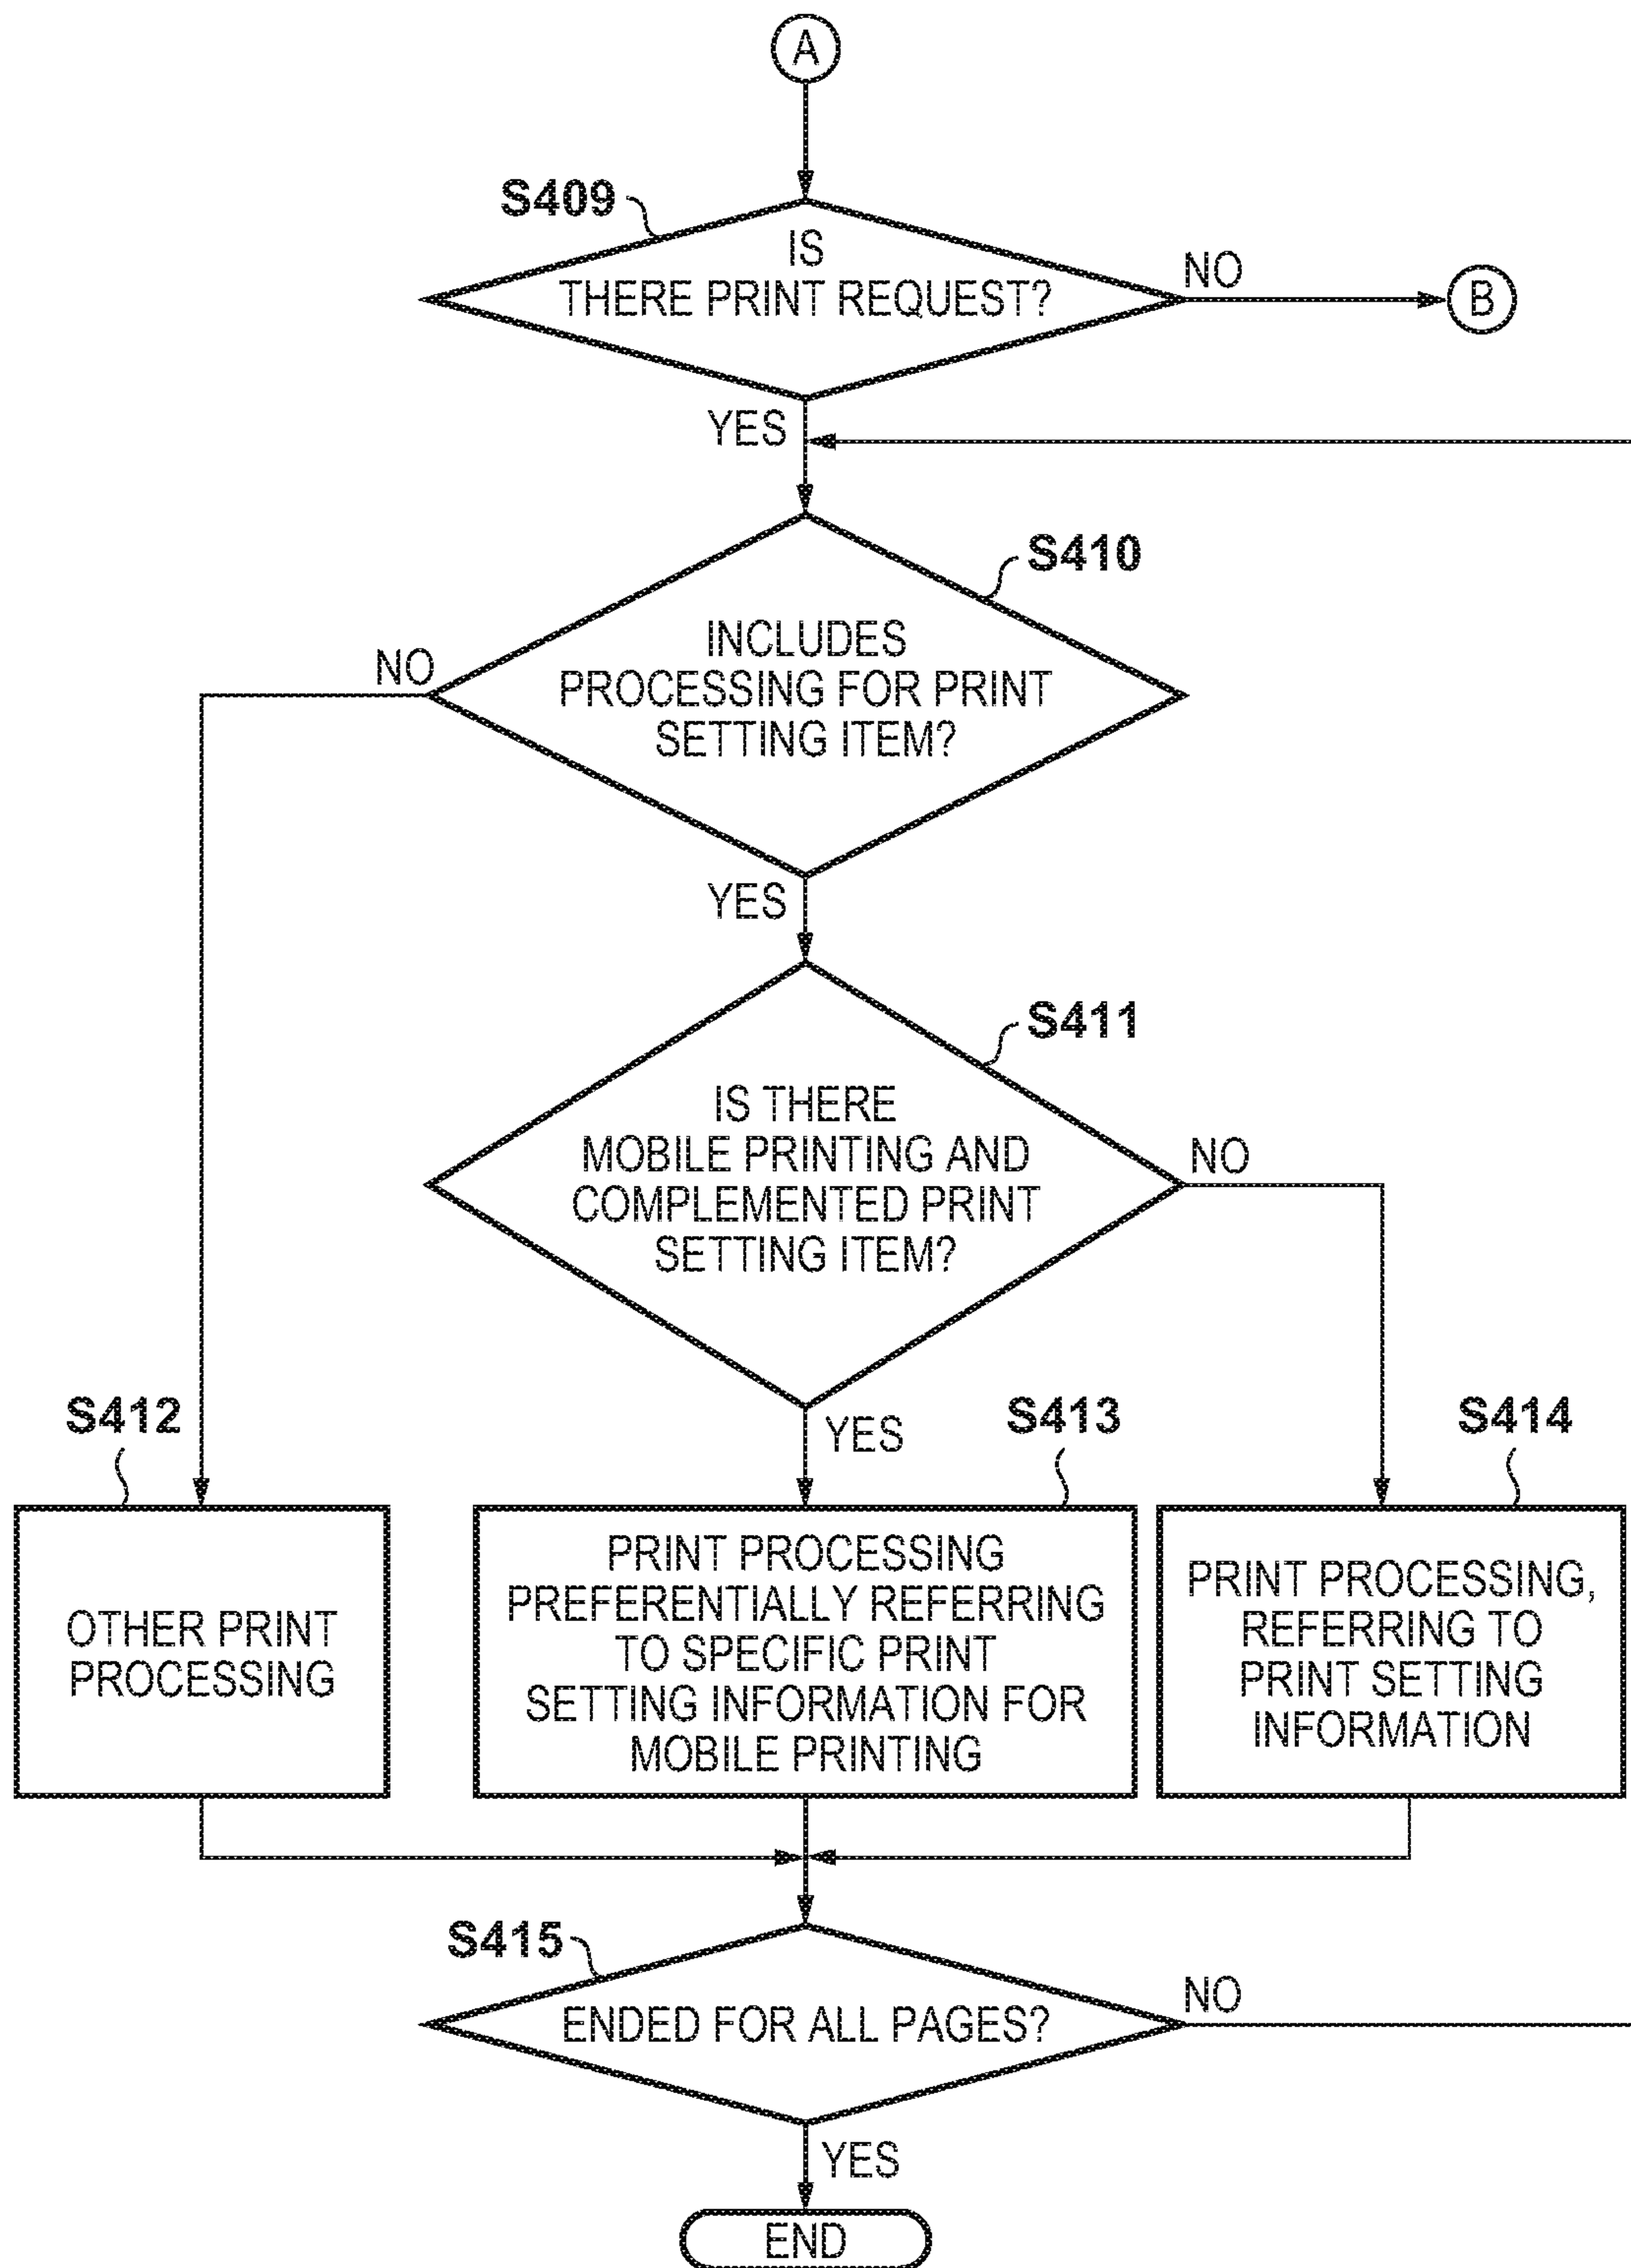 A
S409
IS
THERE PRINT REQUEST?
NO
B
YES
S410
INCLUDES
PROCESSING FOR PRINT
SETTING ITEM?
NO
YES
S411
IS THERE
MOBILE PRINTING AND
COMPLEMENTED PRINT
SETTING ITEM?
NO
YES
S412
OTHER PRINT
PROCESSING
S413
PRINT PROCESSING
PREFERENTIALLY REFERRING
TO SPECIFIC PRINT
SETTING INFORMATION FOR
MOBILE PRINTING
S414
PRINT PROCESSING,
REFERRING TO
PRINT SETTING
INFORMATION
S415
ENDED FOR ALL PAGES?
NO
YES
END